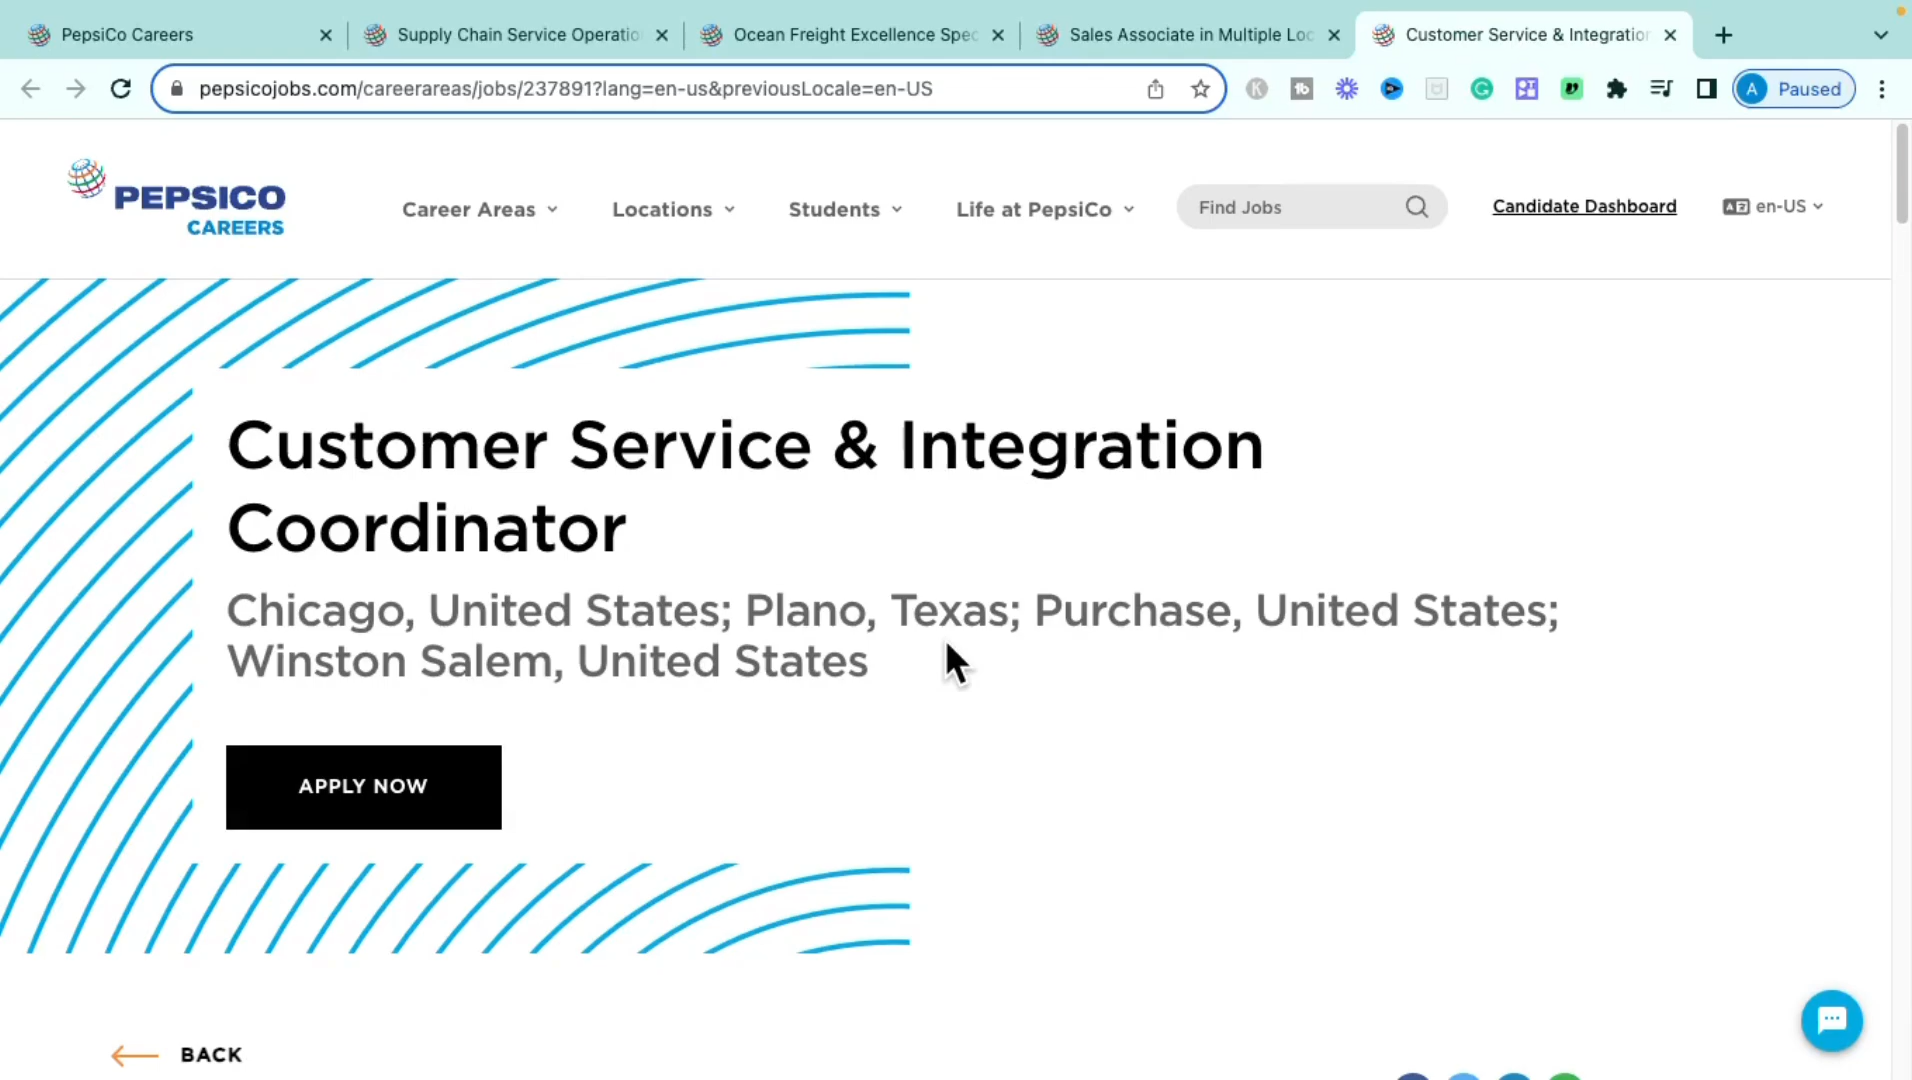 PepsiCo Careers
Supply Chain Service Operatio
Ocean Freight Excellence Spec
Sales Associate in Multiple Loc
Customer Service & Integration
pepsicojobs.com/careerareas/jobs/237891?lang=en-us&previousLocale=en-US
A Paused
PEPSICO
CAREERS
Career Areas
Locations
Students
Life at PepsiCo
Find Jobs
Candidate Dashboard
en-US
Customer Service & Integration
Coordinator
Chicago, United States; Plano, Texas; Purchase, United States;
Winston Salem, United States
APPLY NOW
BACK